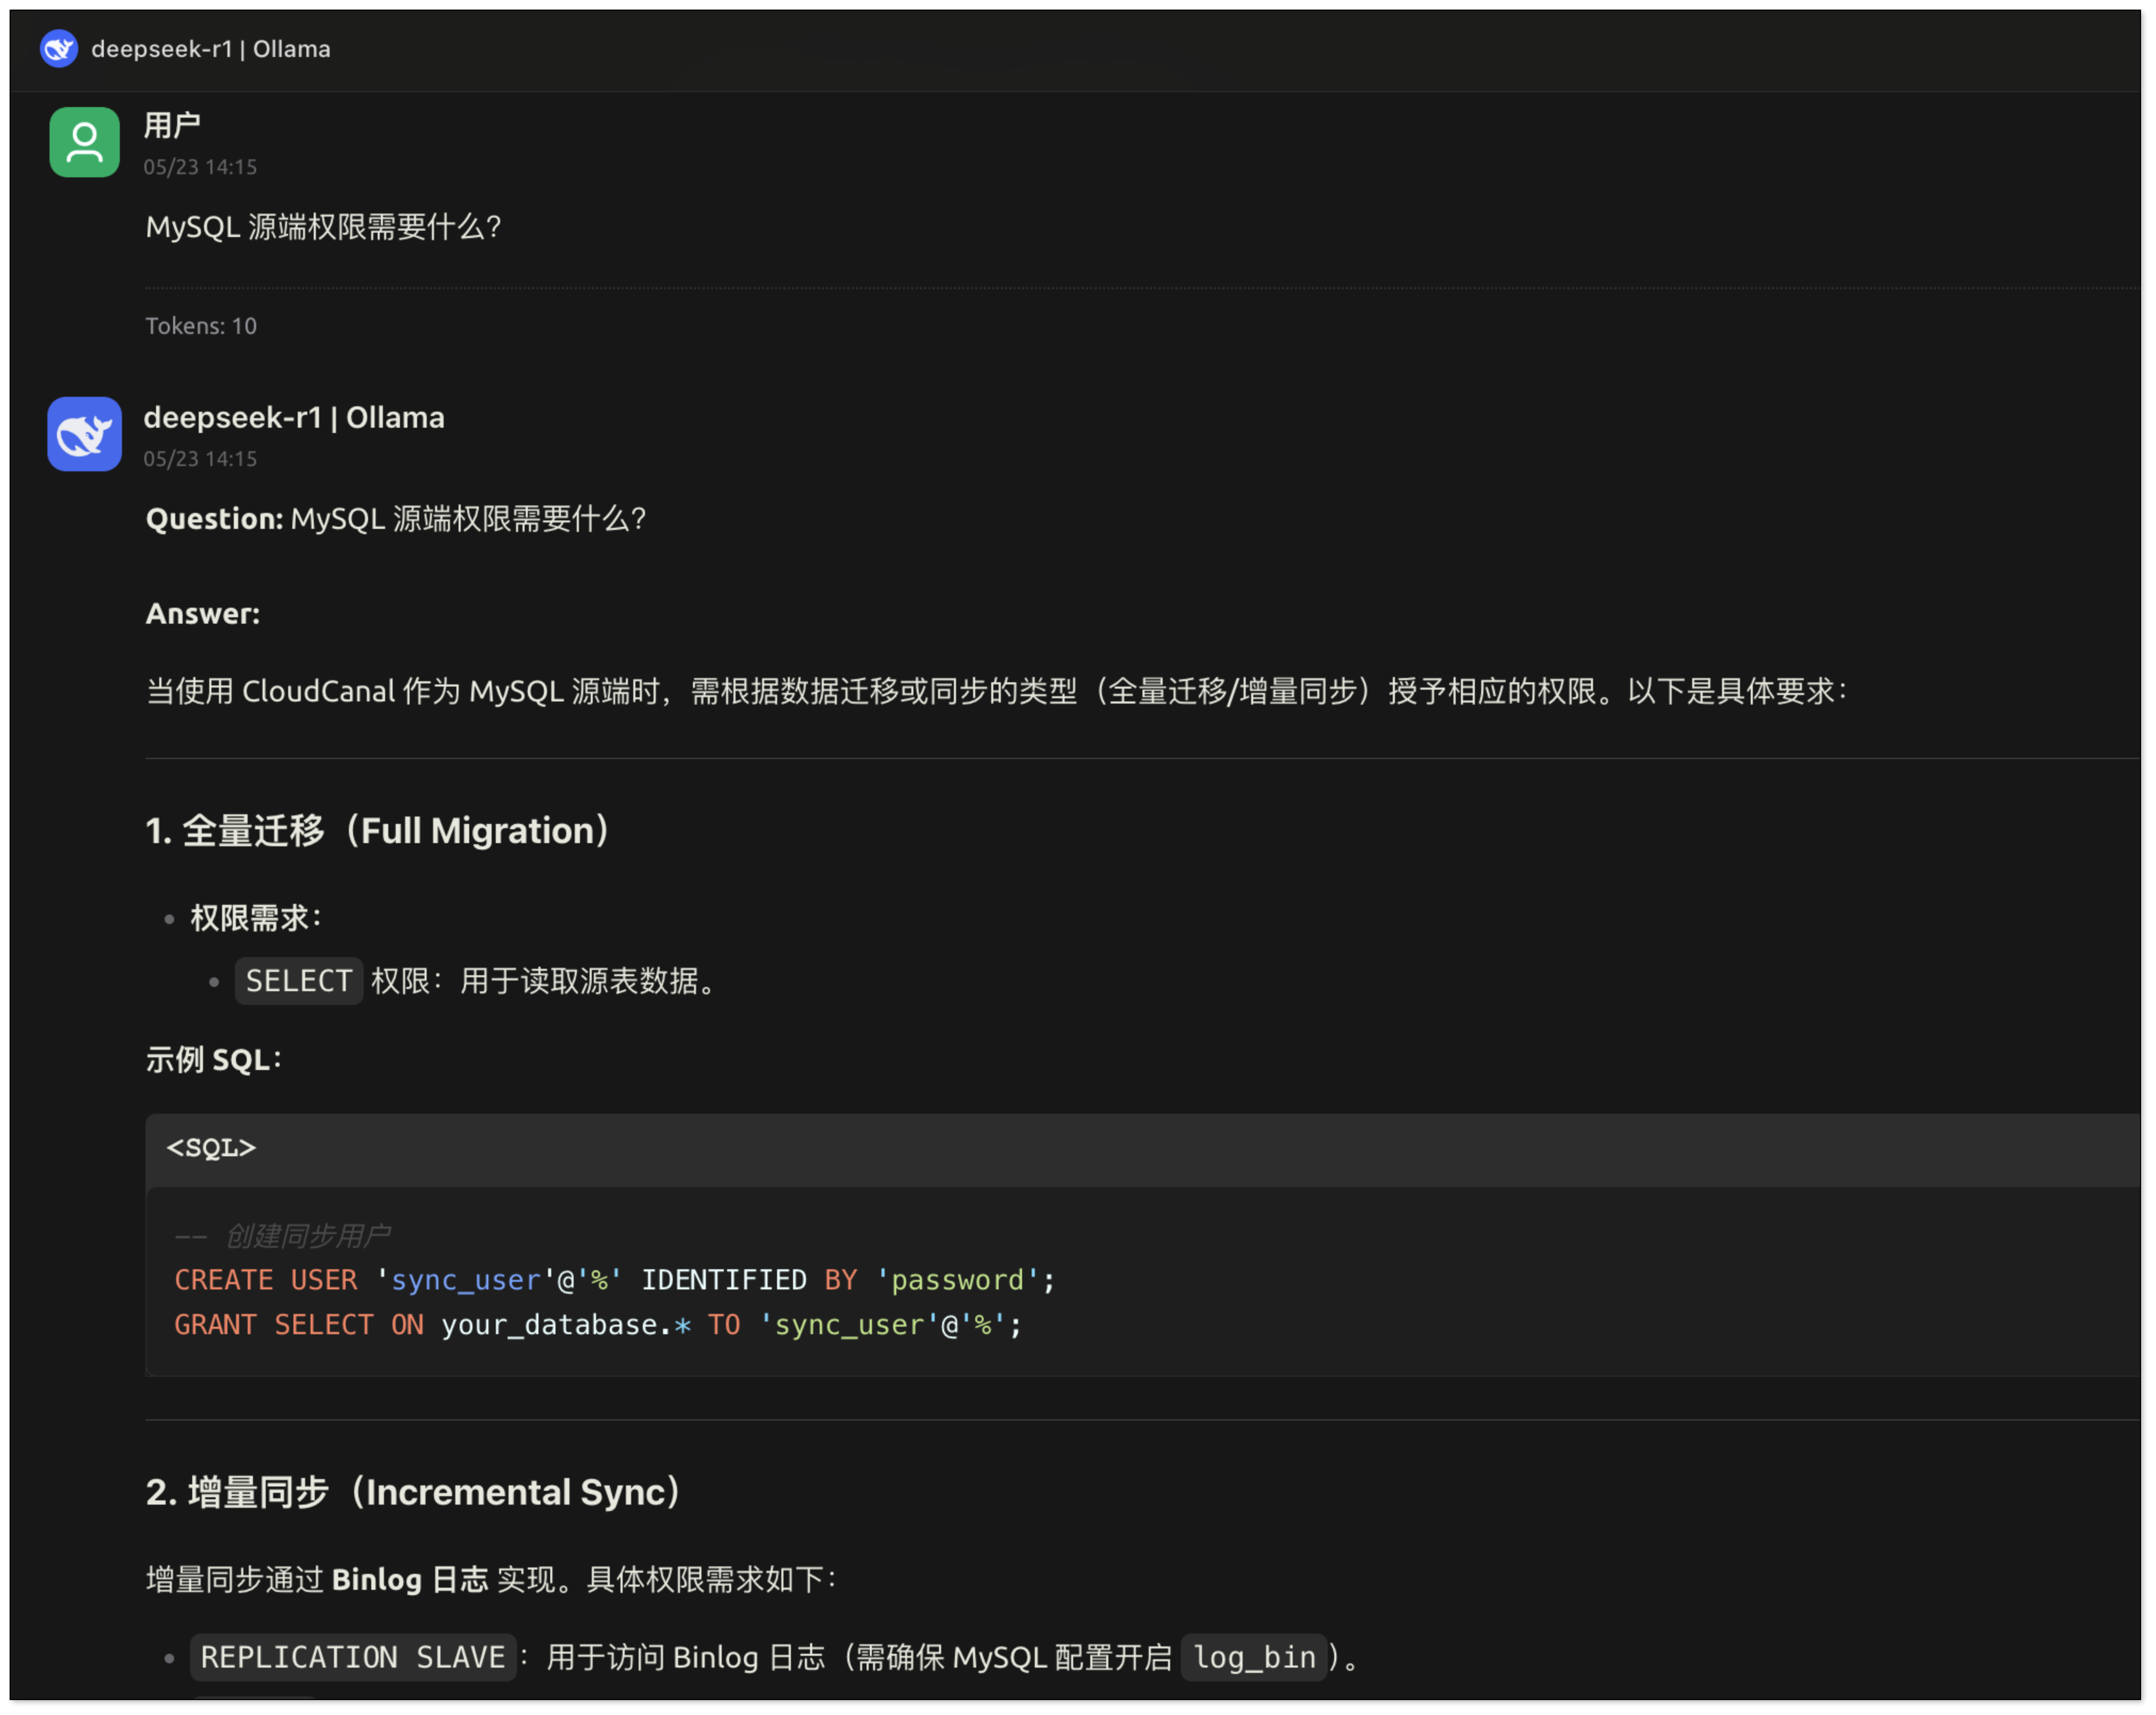 deepseek-r1 | Ollama
用户
05/23 14:15
MySQL 源端权限需要什么？
Tokens: 10
deepseek-r1 | Ollama
05/23 14:15
Question: MySQL 源端权限需要什么？
Answer:
当使用 CloudCanal 作为 MySQL 源端时，需根据数据迁移或同步的类型（全量迁移/增量同步）授予相应的权限。以下是具体要求：
1. 全量迁移（Full Migration）
权限需求：
SELECT 权限：用于读取源表数据。
示例 SQL：
<SQL>
-- 创建同步用户
CREATE USER 'sync_user'@'%' IDENTIFIED BY 'password';
GRANT SELECT ON your_database.* TO 'sync_user'@'%';
2. 增量同步（Incremental Sync）
增量同步通过 Binlog 日志 实现。具体权限需求如下：
REPLICATION SLAVE：用于访问 Binlog 日志（需确保 MySQL 配置开启 log_bin）。